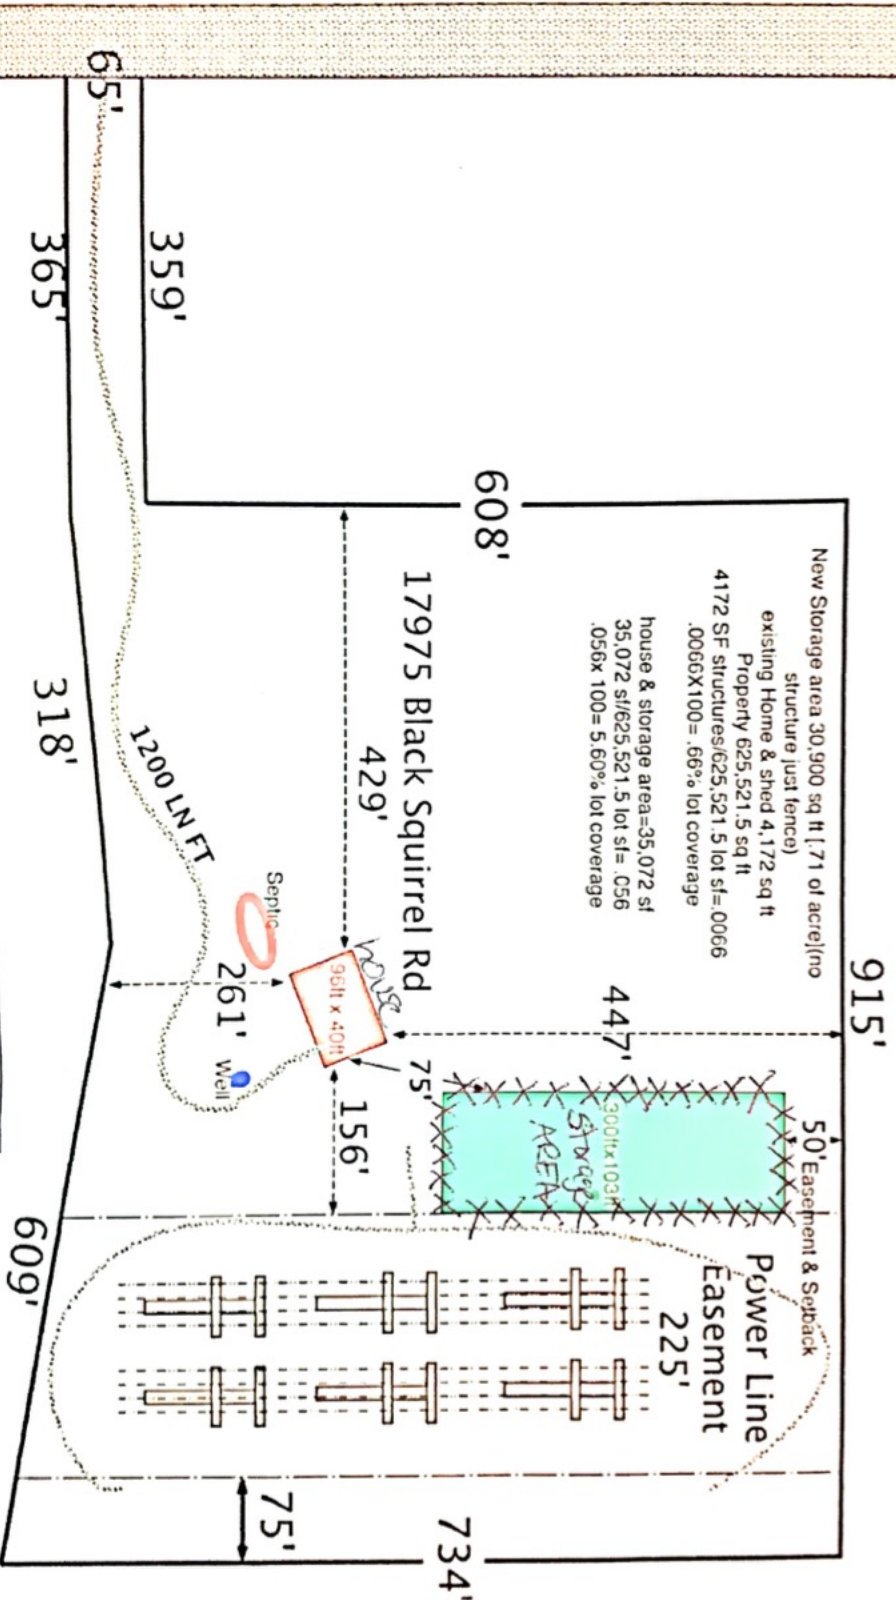 65'
359'
365'
608'
915'
New Storage area 30,900 sq ft [.71 of acre](no
structure just fence)
existing Home & shed 4,172 sq ft
Property 625,521.5 sq ft
4172 SF structures/625,521.5 lot sf=.0066
.0066X100= .66% lot coverage
house & storage area=35,072 sf
35,072 sf/625,521.5 lot sf= .056
.056x 100= 5.60% lot coverage
17975 Black Squirrel Rd
429'
318'
1200 LN FT
Septic
house
96ft x 40ft
261'
Well
447'
75'
156'
300ftx103ft
Storage
AREA
50' Easement & Setback
Power Line
Easement
225'
609'
75'
734'